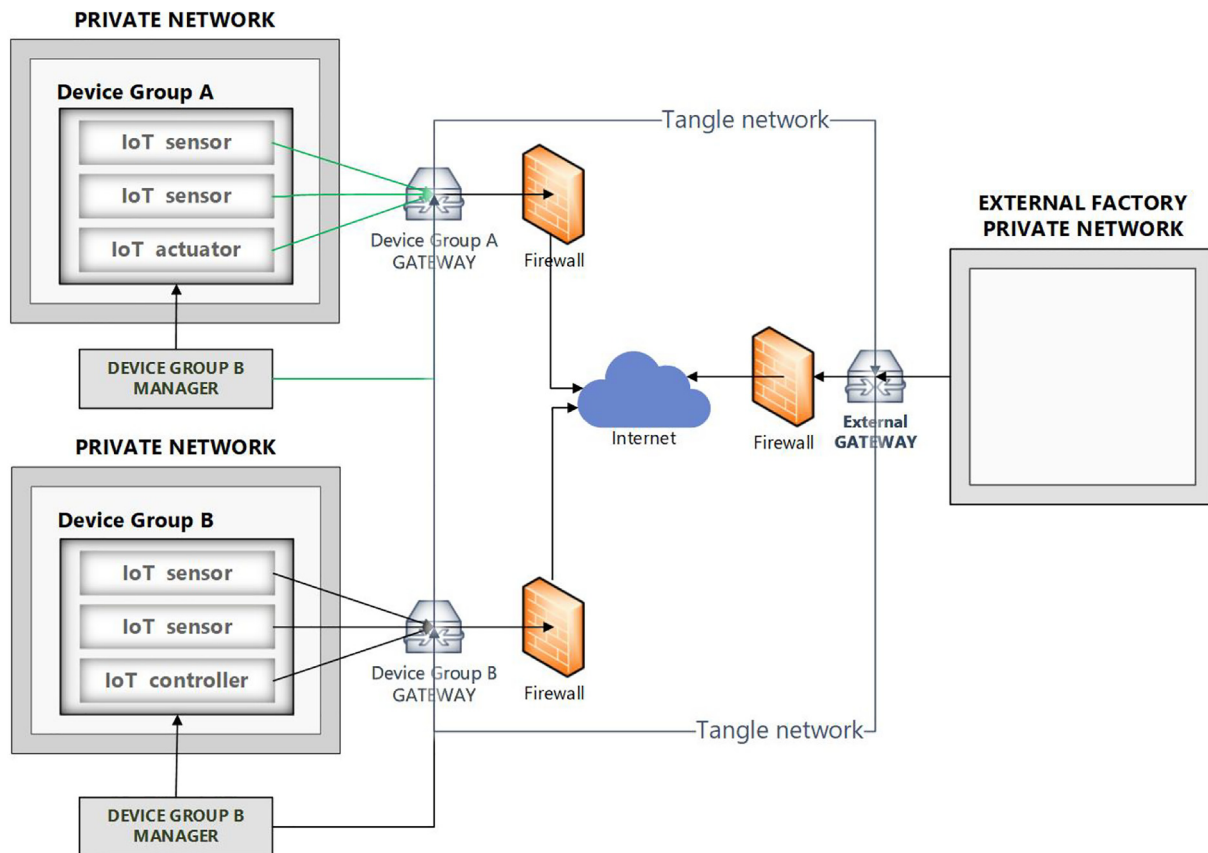 PRIVATE NETWORK
Device Group A
IoT sensor
IoT sensor
IoT actuator
DEVICE GROUP B
MANAGER
Tangle network
Device Group A
GATEWAY
Firewall
EXTERNAL FACTORY
PRIVATE NETWORK
Internet
Firewall
External
GATEWAY
PRIVATE NETWORK
Device Group B
IoT sensor
IoT sensor
IoT controller
Device Group B
GATEWAY
Firewall
Tangle network
DEVICE GROUP B
MANAGER